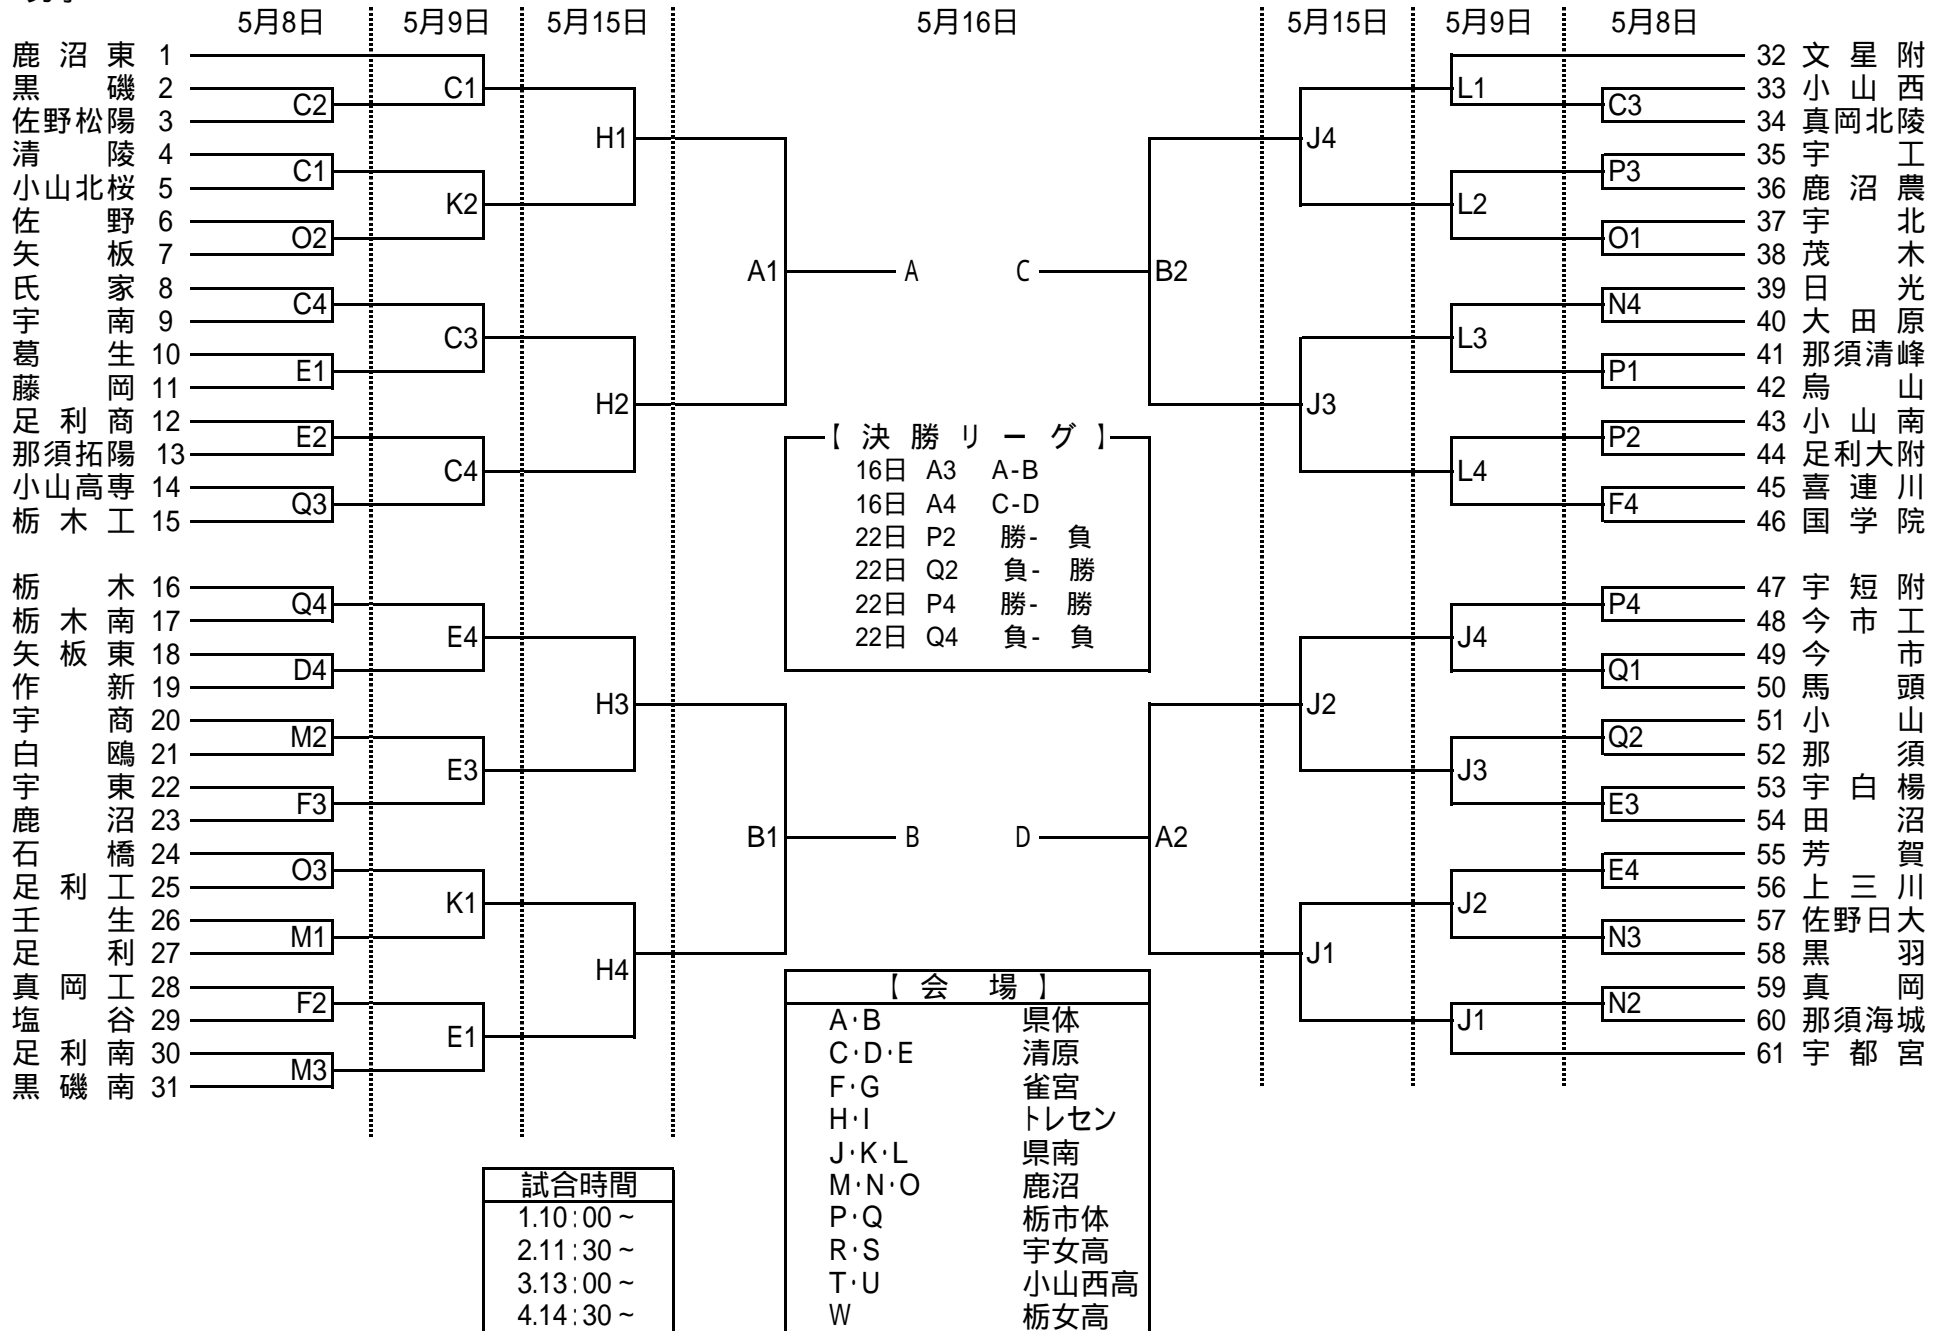 5月8日 5月9日 5月15日 5月16日 5月15日 5月9日 5月8日
鹿沼東 1
黒磯 2
佐野松陽 3
清陵 4
小山北桜 5
佐野 6
矢板 7
氏家 8
宇南 9
葛生 10
藤岡 11
足利商 12
那須拓陽 13
小山高専 14
栃木工 15
栃木 16
栃木南 17
矢板東 18
作新 19
宇商 20
白鴎 21
宇東 22
鹿沼 23
石橋 24
足利工 25
壬生 26
足利 27
真岡工 28
塩谷 29
足利南 30
黒磯南 31
C2
C1
O2
C4
E1
E2
Q3
Q4
D4
M2
F3
O3
M1
F2
M3
C1
K2
C3
C4
E4
E3
K1
E1
H1
H2
H3
H4
A1
B1
A
B
C
D
【決勝リーグ】
16日 A3 A-B
16日 A4 C-D
22日 P2 勝- 負
22日 Q2 負- 勝
22日 P4 勝- 勝
22日 Q4 負- 負
B2
A2
J4
J3
J2
J1
L1
L2
L3
L4
J4
J3
J2
J1
C3
P3
O1
N4
P1
P2
F4
P4
Q1
Q2
E3
E4
N3
N2
32 文星附
33 小山西
34 真岡北陵
35 宇工
36 鹿沼農
37 宇北
38 茂木
39 日光
40 大田原
41 那須清峰
42 烏山
43 小山南
44 足利大附
45 喜連川
46 国学院
47 宇短附
48 今市工
49 今市
50 馬頭
51 小山
52 那須
53 宇白楊
54 田沼
55 芳賀
56 上三川
57 佐野日大
58 黒羽
59 真岡
60 那須海城
61 宇都宮
試合時間
1.10:00~
2.11:30~
3.13:00~
4.14:30~
【会場】
A・B 県体
C・D・E 清原
F・G 雀宮
H・I トレセン
J・K・L 県南
M・N・O 鹿沼
P・Q 栃市体
R・S 宇女高
T・U 小山西高
W 栃女高